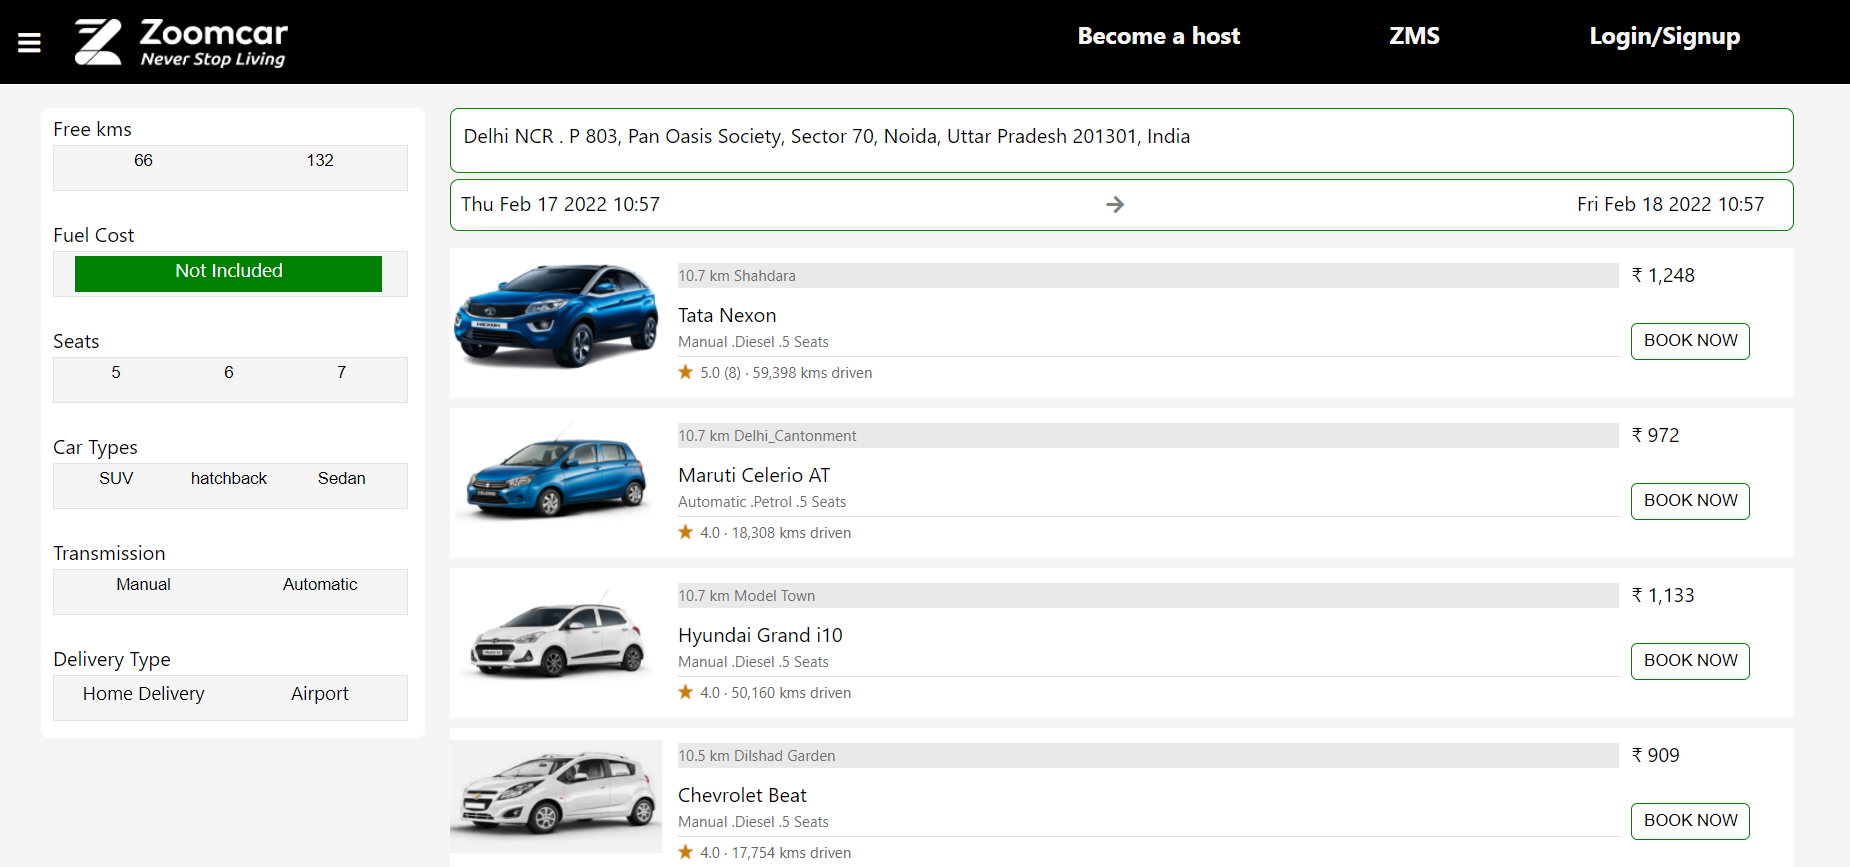 Zoomcar
Never Stop Living
Become a host
ZMS
Login/Signup
Free kms
66 132
Fuel Cost
Not Included
Seats
5 6 7
Car Types
SUV hatchback Sedan
Transmission
Manual Automatic
Delivery Type
Home Delivery Airport
Delhi NCR . P 803, Pan Oasis Society, Sector 70, Noida, Uttar Pradesh 201301, India
Thu Feb 17 2022 10:57 → Fri Feb 18 2022 10:57
10.7 km Shahdara
₹ 1,248
Tata Nexon
Manual .Diesel .5 Seats
BOOK NOW
★ 5.0 (8) · 59,398 kms driven
10.7 km Delhi_Cantonment
₹ 972
Maruti Celerio AT
Automatic .Petrol .5 Seats
BOOK NOW
★ 4.0 · 18,308 kms driven
10.7 km Model Town
₹ 1,133
Hyundai Grand i10
Manual .Diesel .5 Seats
BOOK NOW
★ 4.0 · 50,160 kms driven
10.5 km Dilshad Garden
₹ 909
Chevrolet Beat
Manual .Diesel .5 Seats
BOOK NOW
★ 4.0 · 17,754 kms driven
NEXON
CELERIO